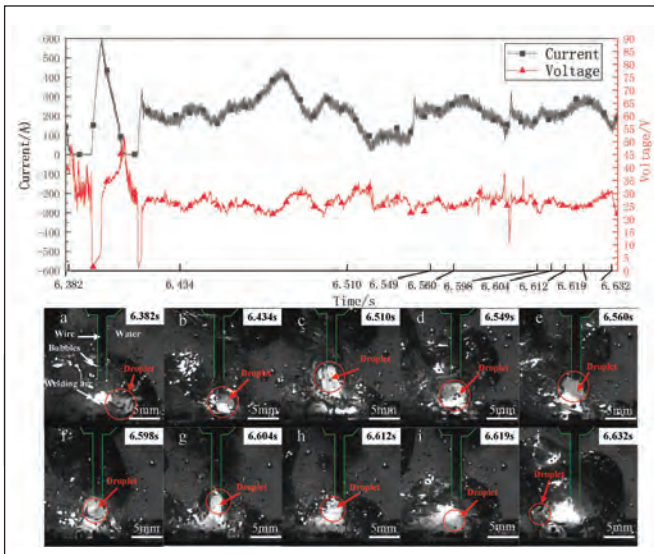 600
500
400
300
200
100
0
-100
-200
-300
-400
-500
-600
Current/(A)
Current
Voltage
90
85
80
75
70
65
60
55
50
45
40
35
30
25
20
15
10
5
0
Voltage/V
6.382 6.434 6.510 6.549 6.560 6.598 6.604 6.612 6.619 6.632
Time/s
a 6.382s
Wire Water
Bubbles
Droplet
Welding arc
5mm
b 6.434s
Droplet
5mm
c 6.510s
Droplet
5mm
d 6.549s
Droplet
5mm
e 6.560s
Droplet
5mm
f 6.598s
Droplet
5mm
g 6.604s
Droplet
5mm
h 6.612s
Droplet
5mm
i 6.619s
Droplet
5mm
6.632s
Droplet
5mm